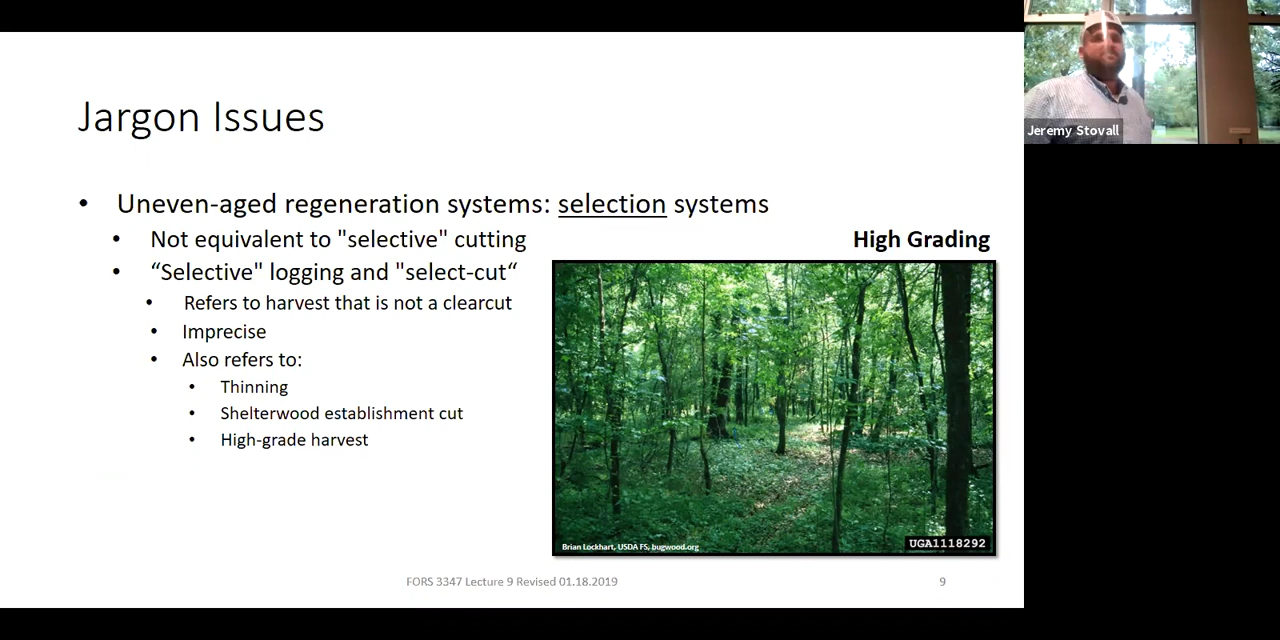 Jargon Issues
• Uneven-aged regeneration systems: selection systems
• Not equivalent to "selective" cutting
• “Selective" logging and "select-cut“
• Refers to harvest that is not a clearcut
• Imprecise
• Also refers to:
• Thinning
• Shelterwood establishment cut
• High-grade harvest
High Grading
Brian Lockhart, USDA FS, bugwood.org
UGA1118292
FORS 3347 Lecture 9 Revised 01.18.2019
9
Jeremy Stovall